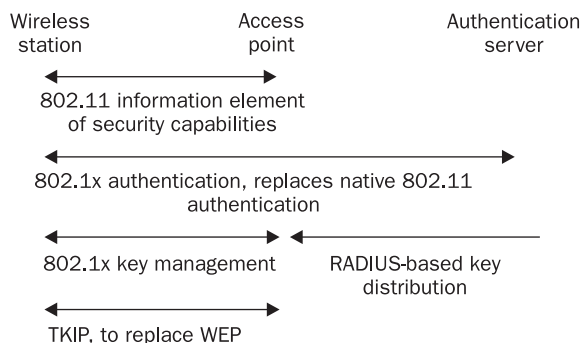 Wireless station
Access point
Authentication server
802.11 information element
of security capabilities
802.1x authentication, replaces native 802.11
authentication
802.1x key management
RADIUS-based key
distribution
TKIP, to replace WEP